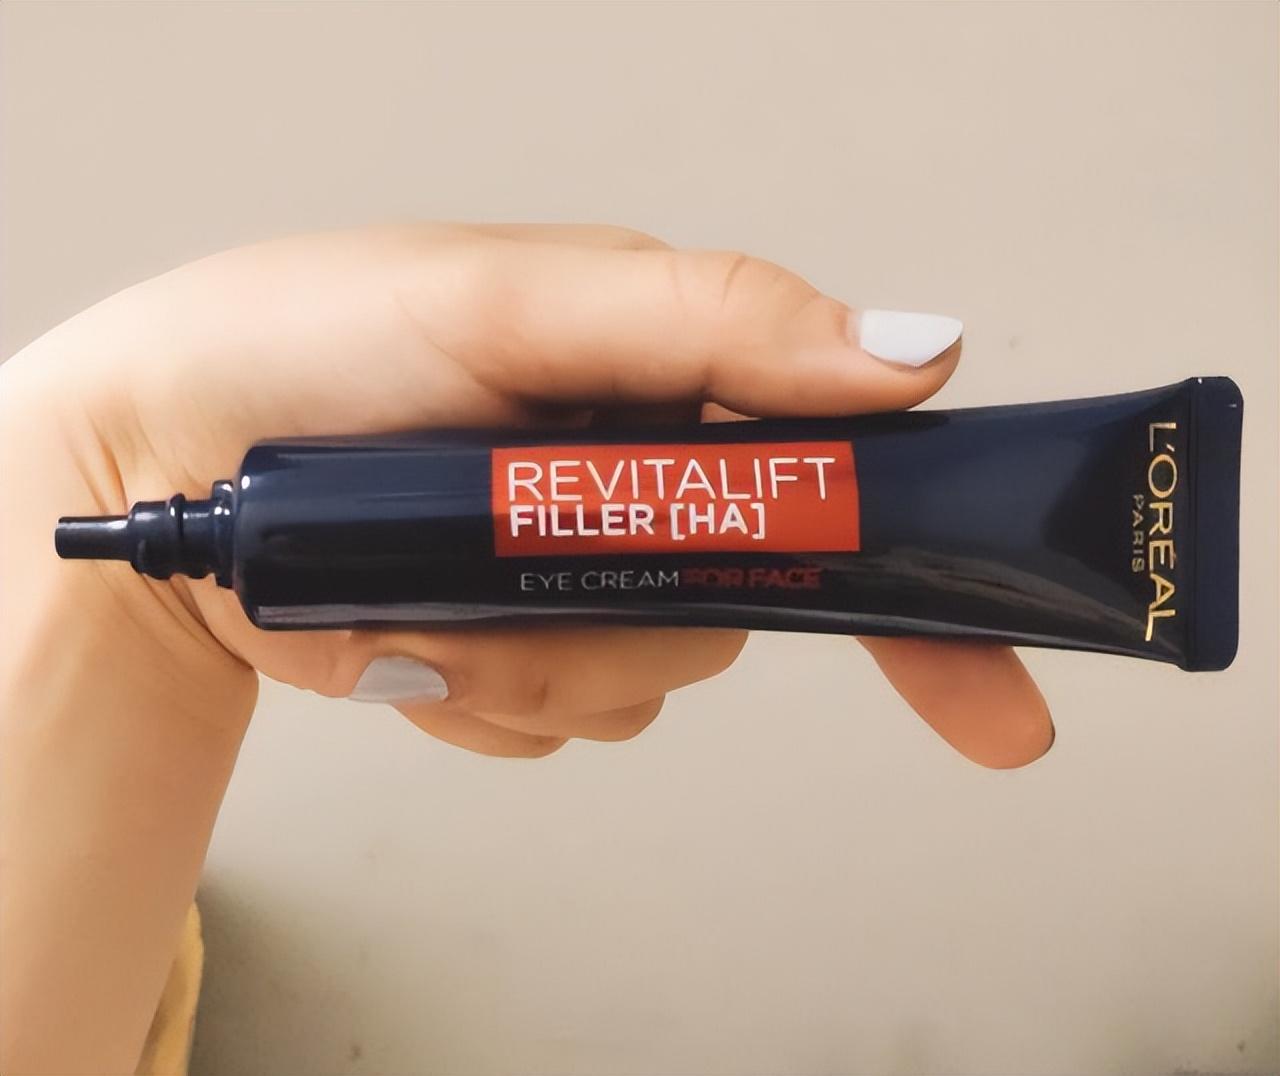 REVITALIFT
FILLER [HA]
EYE CREAM FOR FACE
L'ORÉAL
PARIS